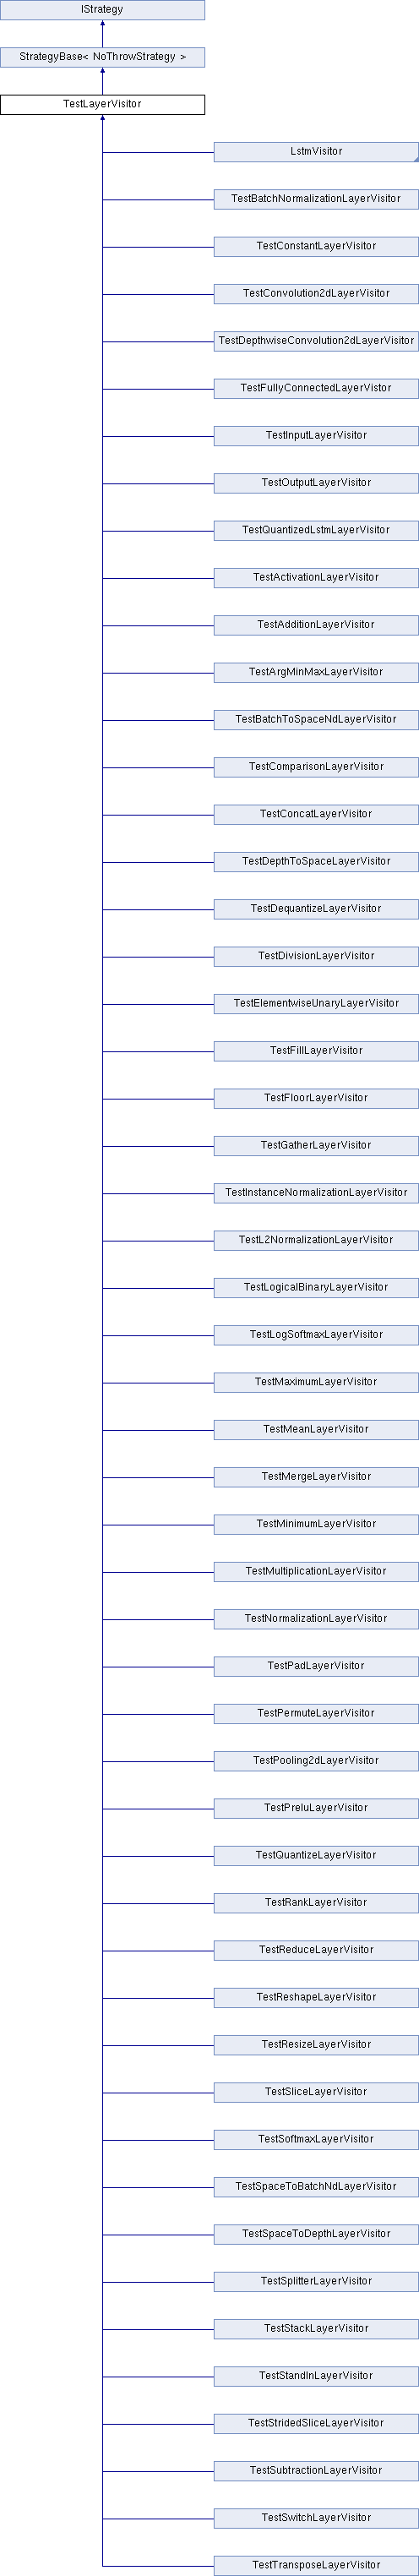 IStrategy
StrategyBase< NoThrowStrategy >
TestLayerVisitor
LstmVisitor
TestBatchNormalizationLayerVisitor
TestConstantLayerVisitor
TestConvolution2dLayerVisitor
TestDepthwiseConvolution2dLayerVisitor
TestFullyConnectedLayerVistor
TestInputLayerVisitor
TestOutputLayerVisitor
TestQuantizedLstmLayerVisitor
TestActivationLayerVisitor
TestAdditionLayerVisitor
TestArgMinMaxLayerVisitor
TestBatchToSpaceNdLayerVisitor
TestComparisonLayerVisitor
TestConcatLayerVisitor
TestDepthToSpaceLayerVisitor
TestDequantizeLayerVisitor
TestDivisionLayerVisitor
TestElementwiseUnaryLayerVisitor
TestFillLayerVisitor
TestFloorLayerVisitor
TestGatherLayerVisitor
TestInstanceNormalizationLayerVisitor
TestL2NormalizationLayerVisitor
TestLogicalBinaryLayerVisitor
TestLogSoftmaxLayerVisitor
TestMaximumLayerVisitor
TestMeanLayerVisitor
TestMergeLayerVisitor
TestMinimumLayerVisitor
TestMultiplicationLayerVisitor
TestNormalizationLayerVisitor
TestPadLayerVisitor
TestPermuteLayerVisitor
TestPooling2dLayerVisitor
TestPreluLayerVisitor
TestQuantizeLayerVisitor
TestRankLayerVisitor
TestReduceLayerVisitor
TestReshapeLayerVisitor
TestResizeLayerVisitor
TestSliceLayerVisitor
TestSoftmaxLayerVisitor
TestSpaceToBatchNdLayerVisitor
TestSpaceToDepthLayerVisitor
TestSplitterLayerVisitor
TestStackLayerVisitor
TestStandInLayerVisitor
TestStridedSliceLayerVisitor
TestSubtractionLayerVisitor
TestSwitchLayerVisitor
TestTransposeLayerVisitor